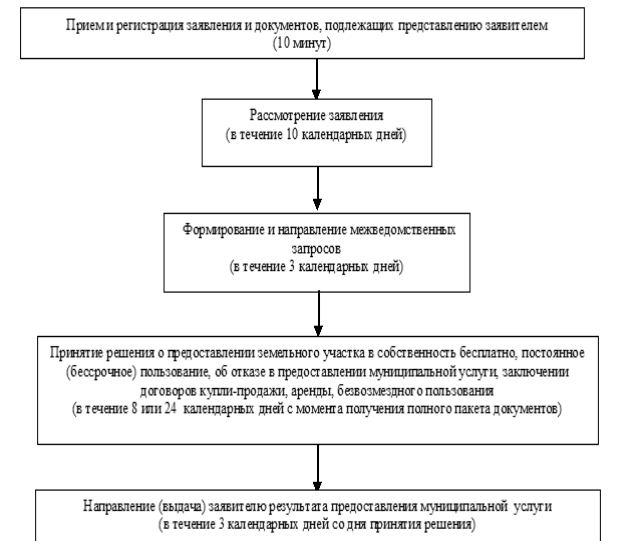 Прием и регистрация заявления и документов, подлежащих представлению заявителем
(10 минут)
Рассмотрение заявления
(в течение 10 календарных дней)
Формирование и направление межведомственных
запросов
(в течение 3 календарных дней)
Принятие решения о предоставлении земельного участка в собственность бесплатно, постоянное
(бессрочное) пользование, об отказе в предоставлении муниципальной услуги, заключении
договоров купли-продажи, аренды, безвозмездного пользования
(в течение 8 или 24 календарных дней с момента получения полного пакета документов)
Направление (выдача) заявителю результата предоставления муниципальной услуги
(в течение 3 календарных дней со дня принятия решения)